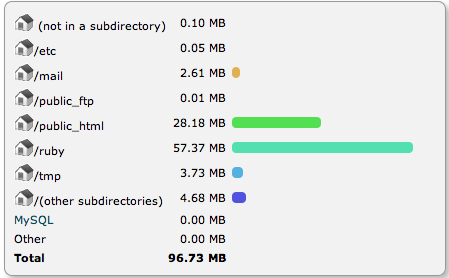 (not in a subdirectory) 0.10 MB
/etc 0.05 MB
/mail 2.61 MB
/public_ftp 0.01 MB
/public_html 28.18 MB
/ruby 57.37 MB
/tmp 3.73 MB
/(other subdirectories) 4.68 MB
MySQL 0.00 MB
Other 0.00 MB
Total 96.73 MB